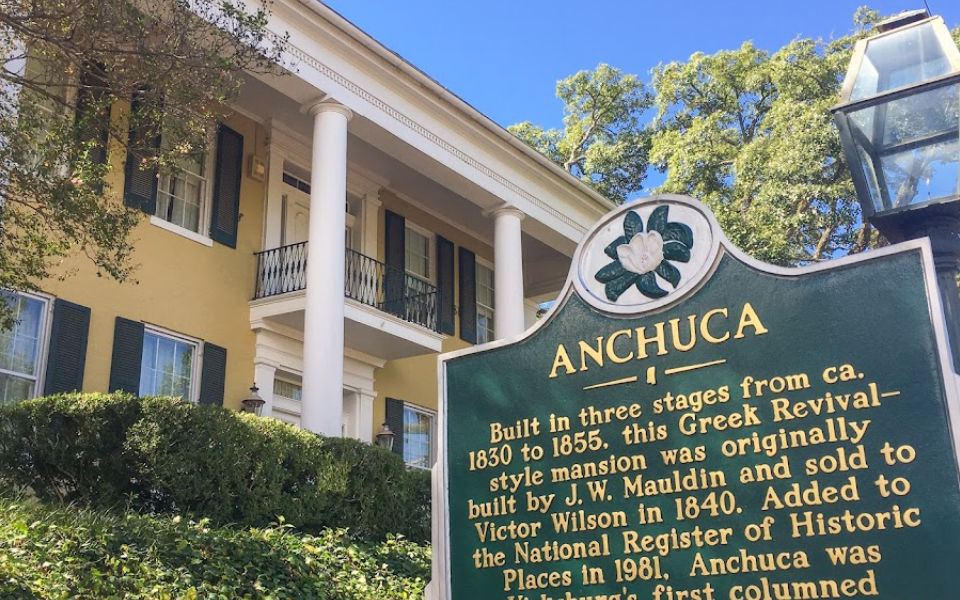 ANCHUCA
Built in three stages from ca.
1830 to 1855, this Greek Revival–
style mansion was originally
built by J.W. Mauldin and sold to
Victor Wilson in 1840. Added to
the National Register of Historic
Places in 1981, Anchuca was
Vicksburg's first columned